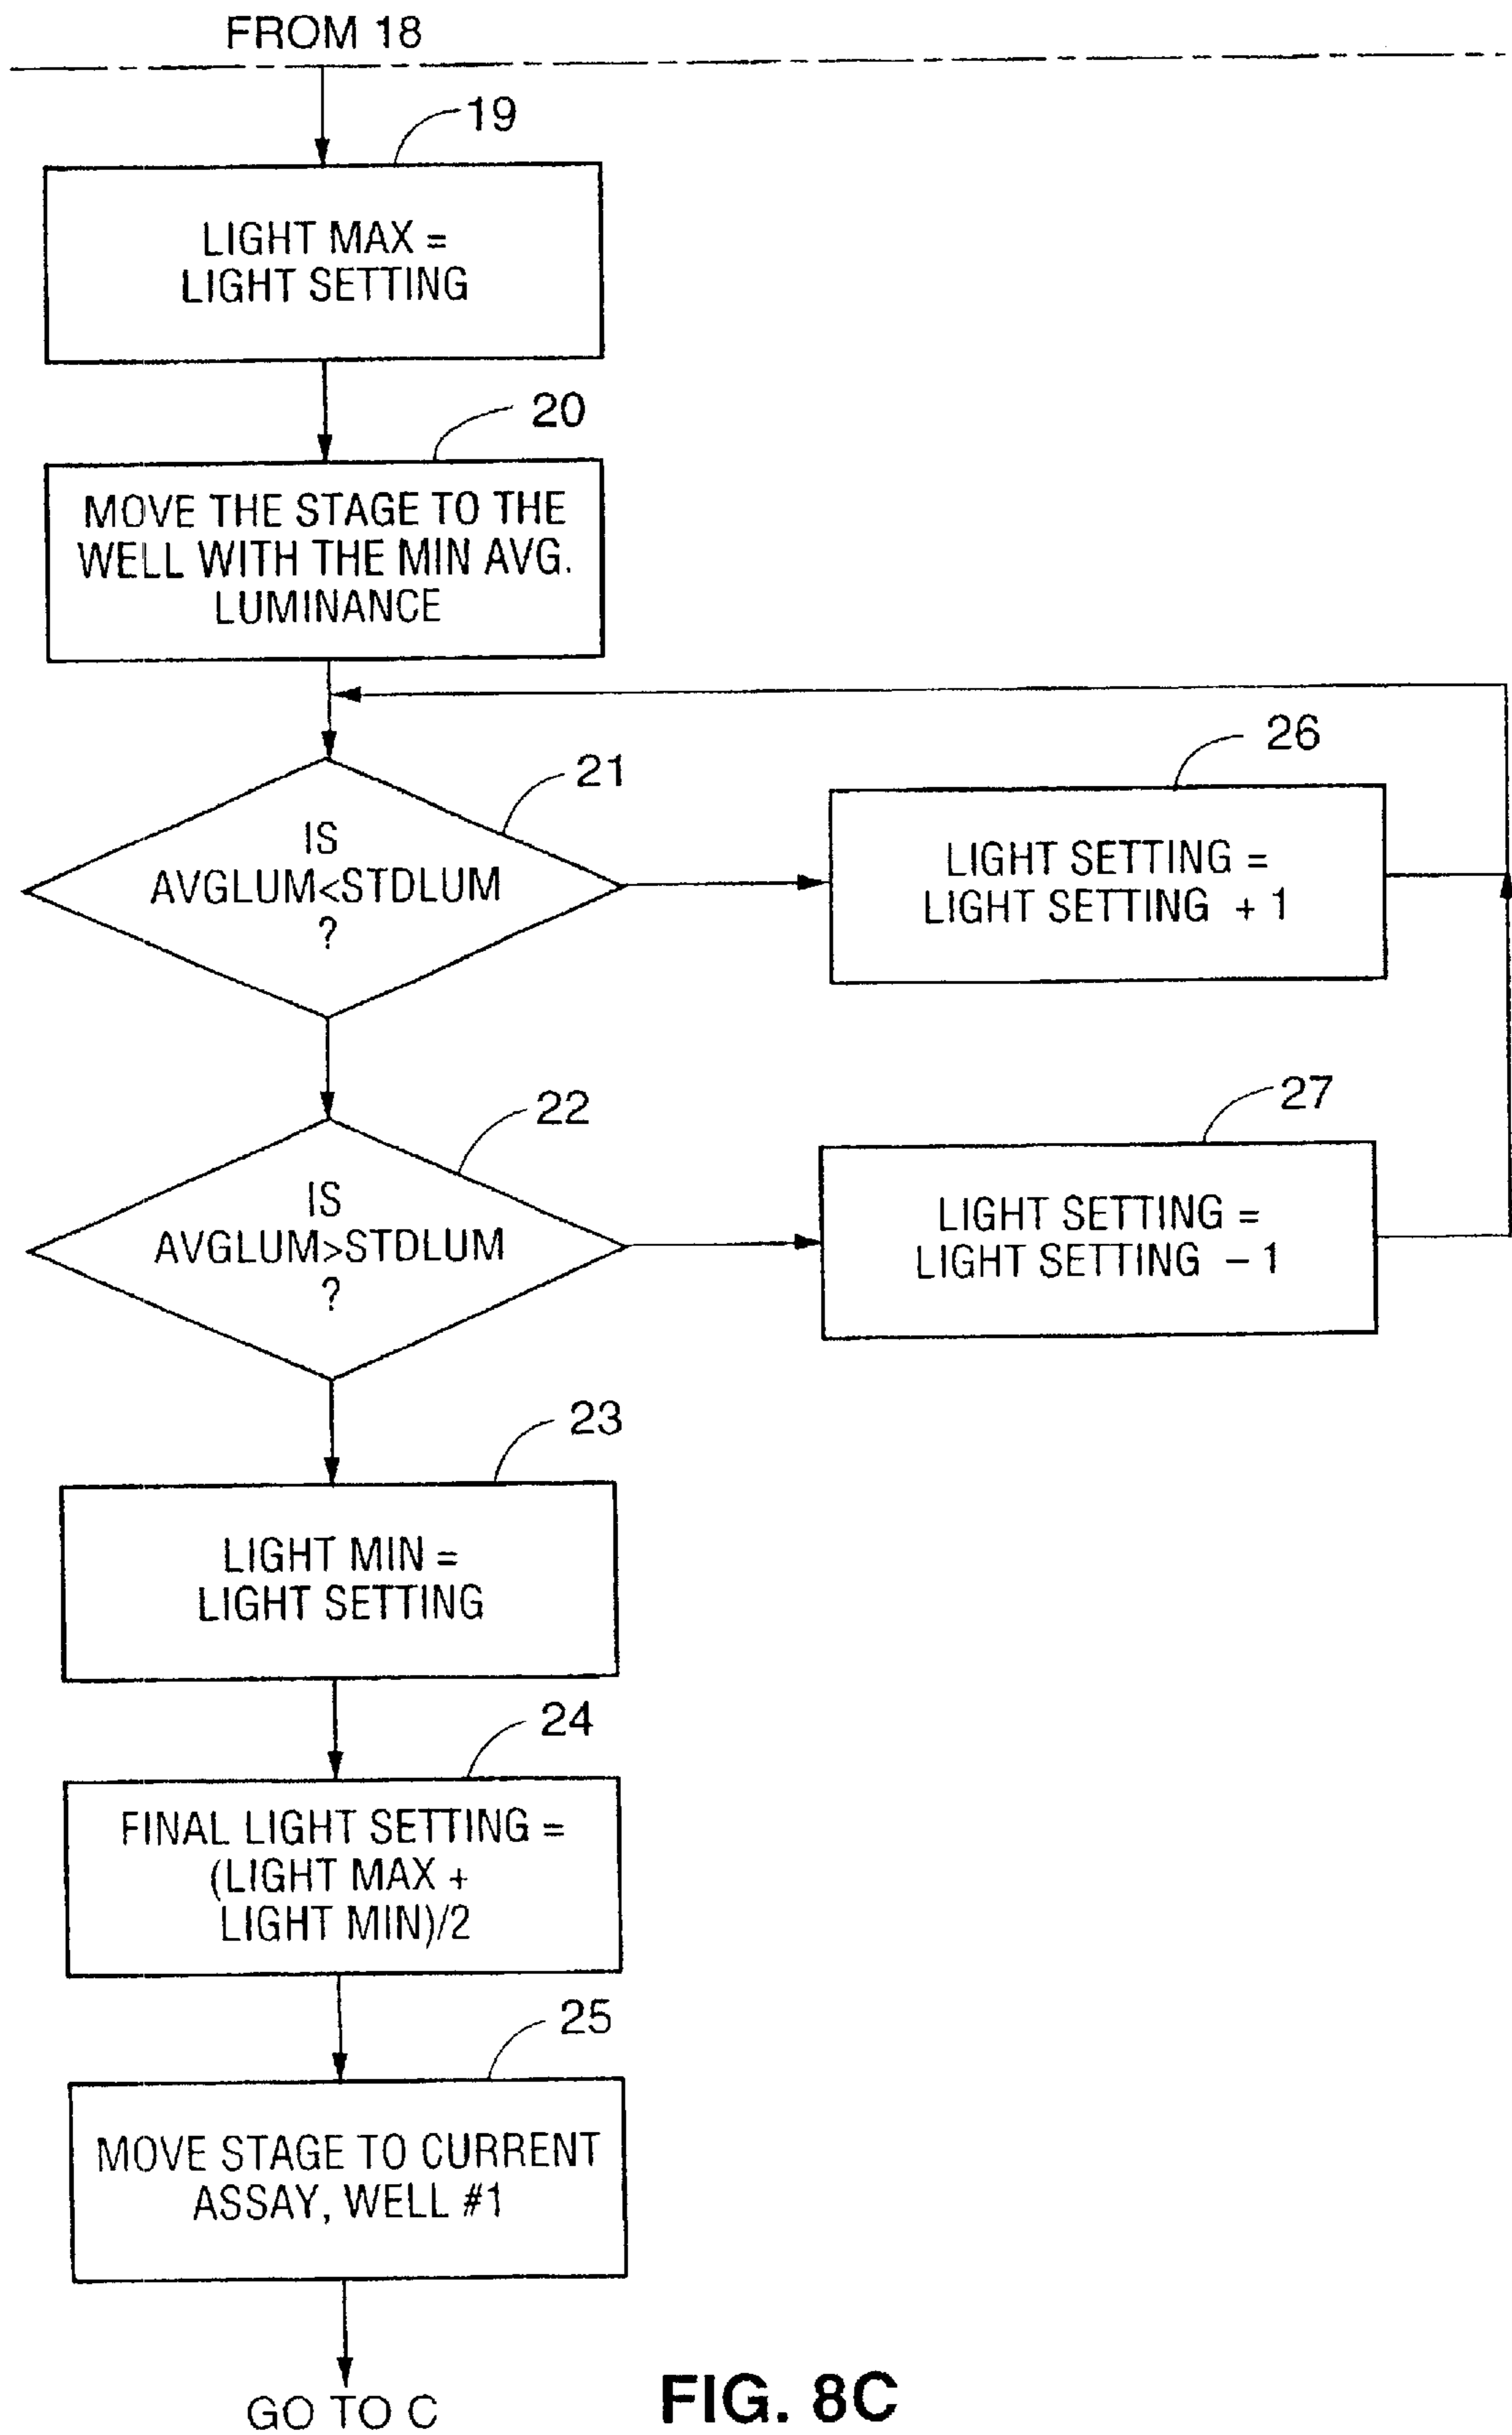 FROM 18
19
LIGHT MAX =
LIGHT SETTING
20
MOVE THE STAGE TO THE
WELL WITH THE MIN AVG.
LUMINANCE
21
IS
AVGLUM<STDLUM
?
26
LIGHT SETTING =
LIGHT SETTING + 1
22
IS
AVGLUM>STDLUM
?
27
LIGHT SETTING =
LIGHT SETTING – 1
23
LIGHT MIN =
LIGHT SETTING
24
FINAL LIGHT SETTING =
(LIGHT MAX +
LIGHT MIN)/2
25
MOVE STAGE TO CURRENT
ASSAY, WELL #1
GO TO C
FIG. 8C